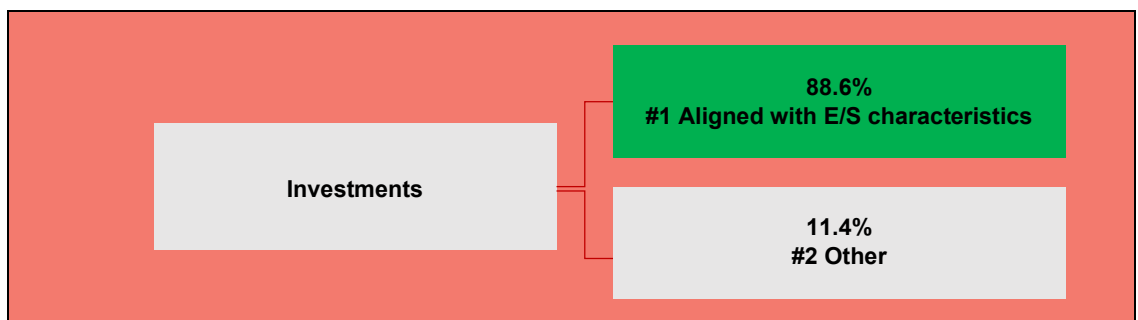 88.6%
#1 Aligned with E/S characteristics
Investments
11.4%
#2 Other